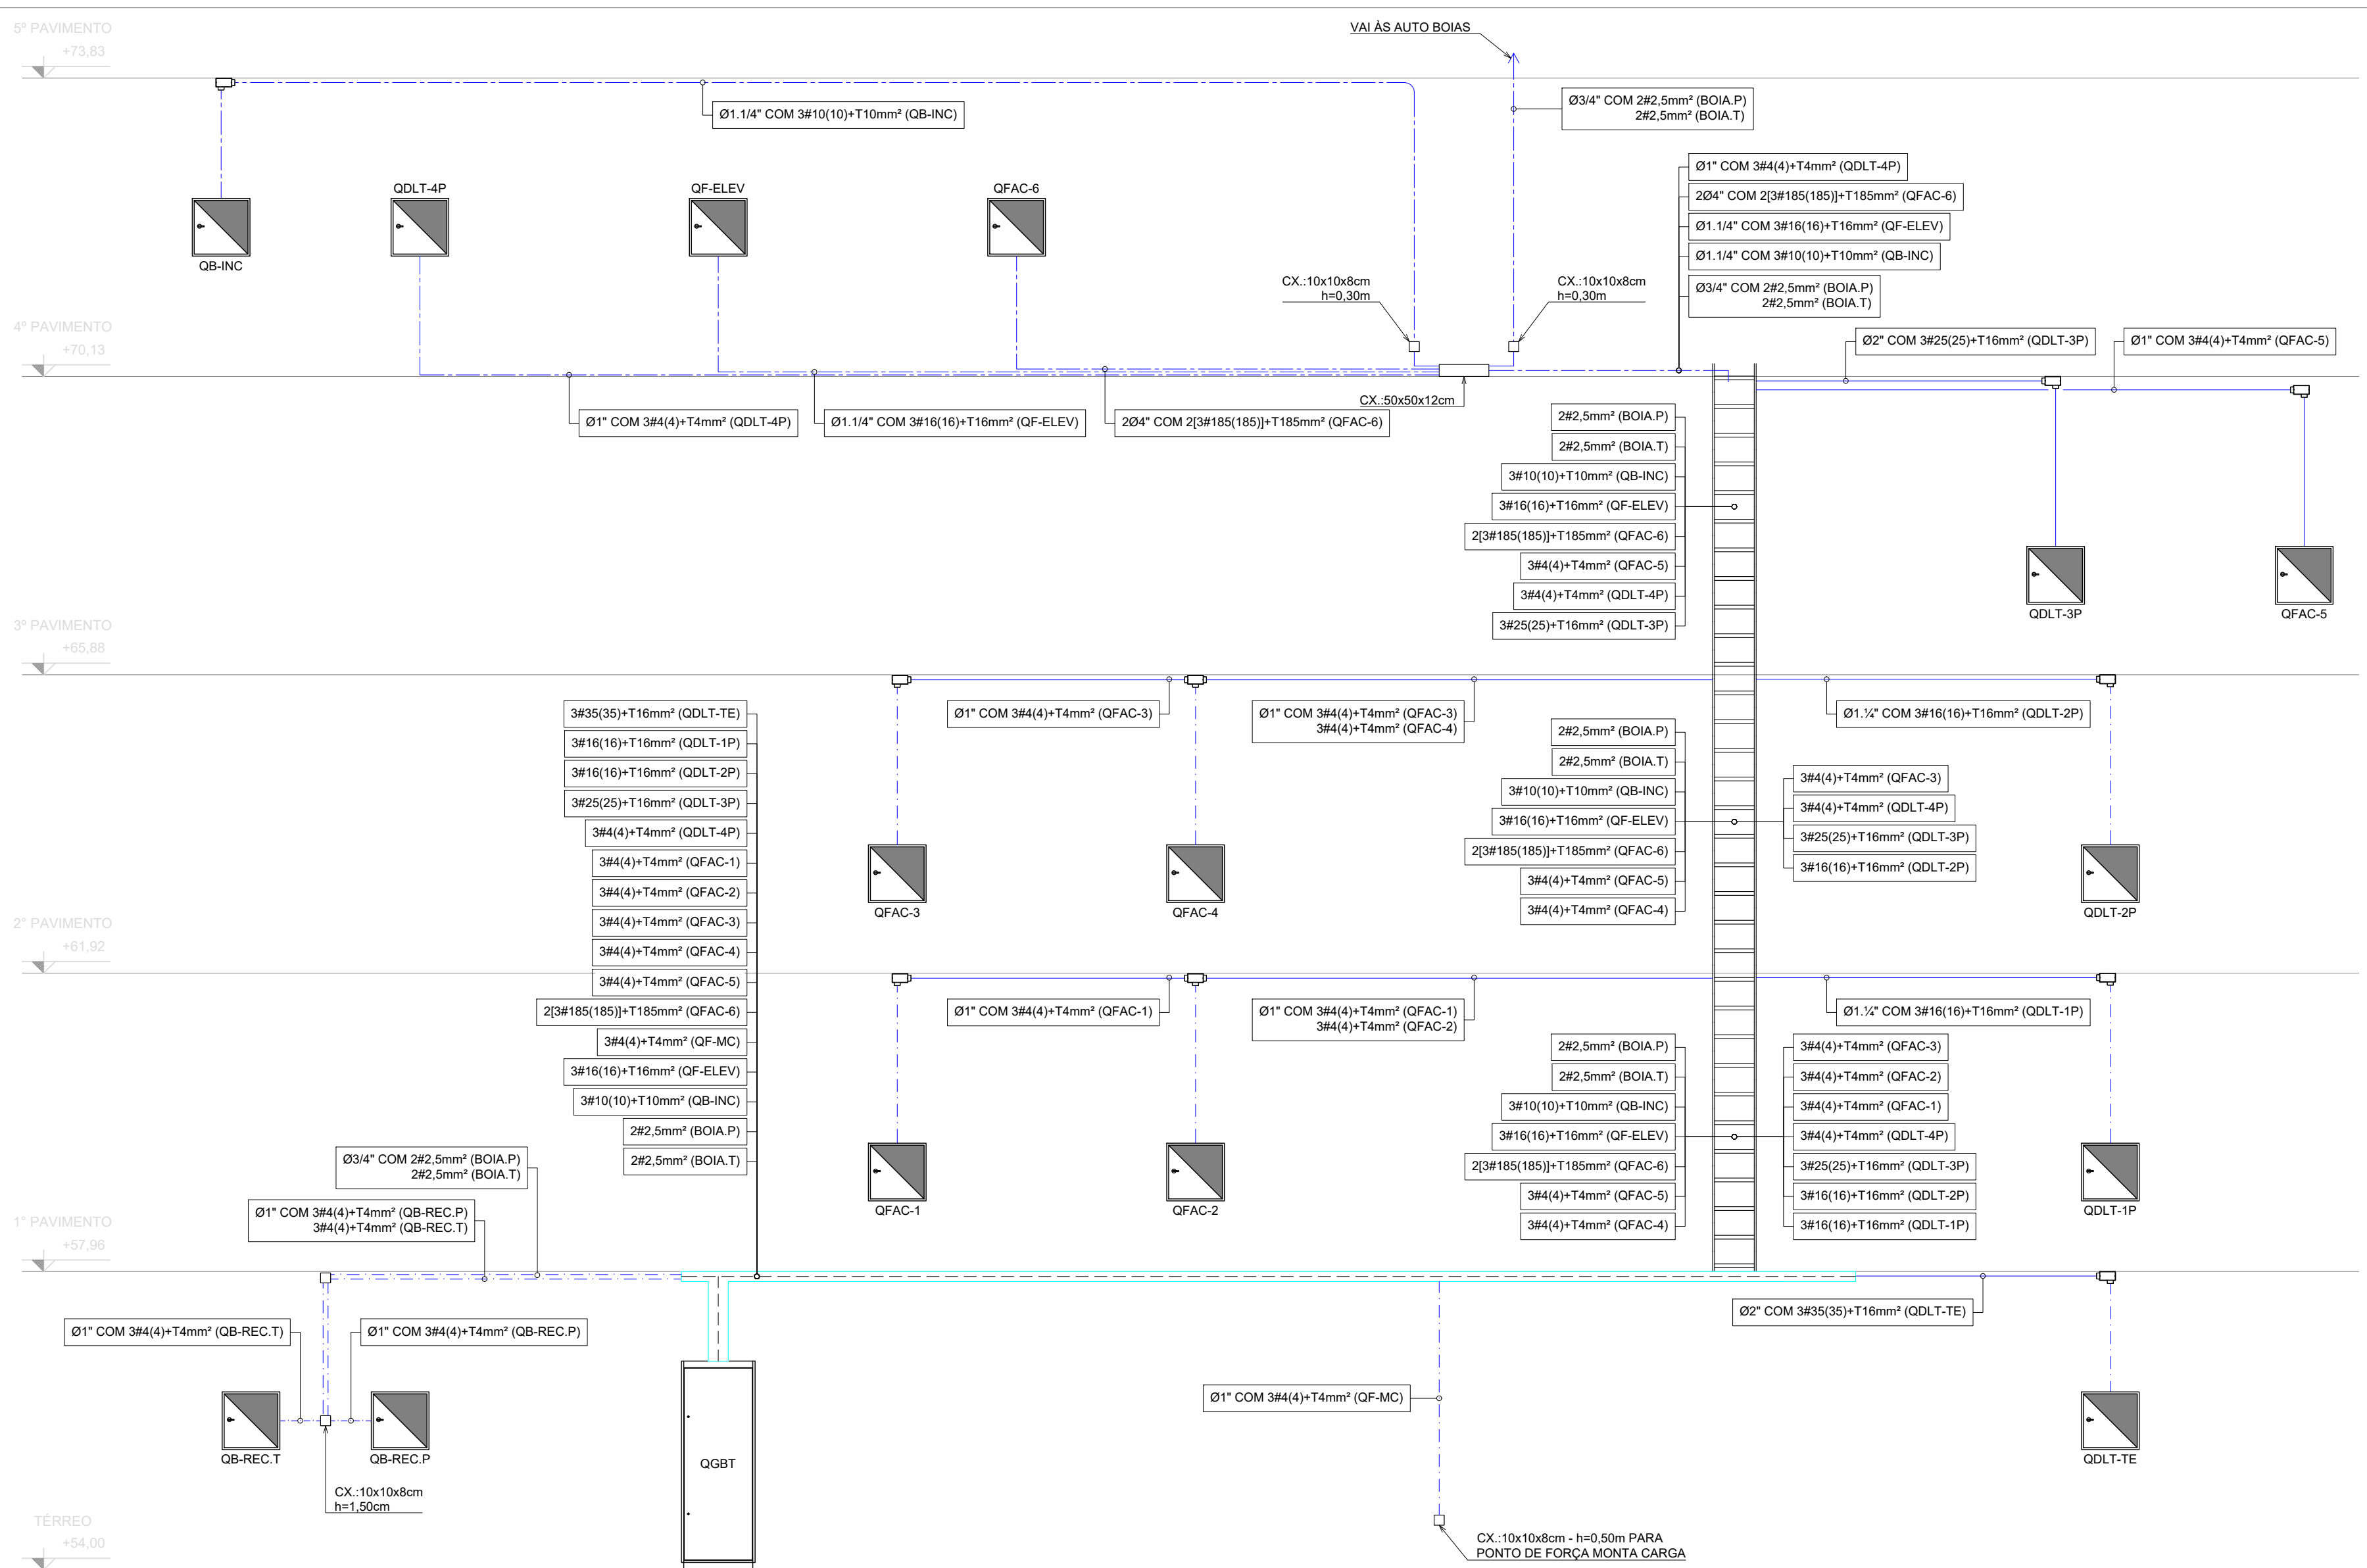 5º PAVIMENTO
+73,83
VAI ÀS AUTO BOIAS
Ø1.1/4" COM 3#10(10)+T10mm² (QB-INC)
Ø3/4" COM 2#2,5mm² (BOIA.P)
2#2,5mm² (BOIA.T)
QDLT-4P
QF-ELEV
QFAC-6
QB-INC
Ø1" COM 3#4(4)+T4mm² (QDLT-4P)
2Ø4" COM 2[3#185(185)]+T185mm² (QFAC-6)
Ø1.1/4" COM 3#16(16)+T16mm² (QF-ELEV)
Ø1.1/4" COM 3#10(10)+T10mm² (QB-INC)
Ø3/4" COM 2#2,5mm² (BOIA.P)
2#2,5mm² (BOIA.T)
CX.:10x10x8cm
h=0,30m
CX.:10x10x8cm
h=0,30m
4º PAVIMENTO
+70,13
Ø2" COM 3#25(25)+T16mm² (QDLT-3P)
Ø1" COM 3#4(4)+T4mm² (QFAC-5)
CX.:50x50x12cm
Ø1" COM 3#4(4)+T4mm² (QDLT-4P)
Ø1.1/4" COM 3#16(16)+T16mm² (QF-ELEV)
2Ø4" COM 2[3#185(185)]+T185mm² (QFAC-6)
2#2,5mm² (BOIA.P)
2#2,5mm² (BOIA.T)
3#10(10)+T10mm² (QB-INC)
3#16(16)+T16mm² (QF-ELEV)
2[3#185(185)]+T185mm² (QFAC-6)
3#4(4)+T4mm² (QFAC-5)
3#4(4)+T4mm² (QDLT-4P)
3#25(25)+T16mm² (QDLT-3P)
QDLT-3P
QFAC-5
3º PAVIMENTO
+65,88
3#35(35)+T16mm² (QDLT-TE)
3#16(16)+T16mm² (QDLT-1P)
3#16(16)+T16mm² (QDLT-2P)
3#25(25)+T16mm² (QDLT-3P)
3#4(4)+T4mm² (QDLT-4P)
3#4(4)+T4mm² (QFAC-1)
3#4(4)+T4mm² (QFAC-2)
3#4(4)+T4mm² (QFAC-3)
3#4(4)+T4mm² (QFAC-4)
3#4(4)+T4mm² (QFAC-5)
2[3#185(185)]+T185mm² (QFAC-6)
3#4(4)+T4mm² (QF-MC)
3#16(16)+T16mm² (QF-ELEV)
3#10(10)+T10mm² (QB-INC)
2#2,5mm² (BOIA.P)
2#2,5mm² (BOIA.T)
Ø1" COM 3#4(4)+T4mm² (QFAC-3)
Ø1" COM 3#4(4)+T4mm² (QFAC-3)
3#4(4)+T4mm² (QFAC-4)
Ø1.¼" COM 3#16(16)+T16mm² (QDLT-2P)
2#2,5mm² (BOIA.P)
2#2,5mm² (BOIA.T)
3#10(10)+T10mm² (QB-INC)
3#16(16)+T16mm² (QF-ELEV)
2[3#185(185)]+T185mm² (QFAC-6)
3#4(4)+T4mm² (QFAC-5)
3#4(4)+T4mm² (QFAC-4)
3#4(4)+T4mm² (QFAC-3)
3#4(4)+T4mm² (QDLT-4P)
3#25(25)+T16mm² (QDLT-3P)
3#16(16)+T16mm² (QDLT-2P)
QFAC-3
QFAC-4
QDLT-2P
2° PAVIMENTO
+61,92
Ø1" COM 3#4(4)+T4mm² (QFAC-1)
Ø1" COM 3#4(4)+T4mm² (QFAC-1)
3#4(4)+T4mm² (QFAC-2)
Ø1.¼" COM 3#16(16)+T16mm² (QDLT-1P)
2#2,5mm² (BOIA.P)
2#2,5mm² (BOIA.T)
3#10(10)+T10mm² (QB-INC)
3#16(16)+T16mm² (QF-ELEV)
2[3#185(185)]+T185mm² (QFAC-6)
3#4(4)+T4mm² (QFAC-5)
3#4(4)+T4mm² (QFAC-4)
3#4(4)+T4mm² (QFAC-3)
3#4(4)+T4mm² (QFAC-2)
3#4(4)+T4mm² (QFAC-1)
3#4(4)+T4mm² (QDLT-4P)
3#25(25)+T16mm² (QDLT-3P)
3#16(16)+T16mm² (QDLT-2P)
3#16(16)+T16mm² (QDLT-1P)
QFAC-1
QFAC-2
QDLT-1P
Ø3/4" COM 2#2,5mm² (BOIA.P)
2#2,5mm² (BOIA.T)
Ø1" COM 3#4(4)+T4mm² (QB-REC.P)
3#4(4)+T4mm² (QB-REC.T)
1° PAVIMENTO
+57,96
Ø1" COM 3#4(4)+T4mm² (QB-REC.T)
Ø1" COM 3#4(4)+T4mm² (QB-REC.P)
Ø2" COM 3#35(35)+T16mm² (QDLT-TE)
Ø1" COM 3#4(4)+T4mm² (QF-MC)
QB-REC.T
QB-REC.P
QGBT
QDLT-TE
CX.:10x10x8cm
h=1,50cm
TÉRREO
+54,00
CX.:10x10x8cm - h=0,50m PARA
PONTO DE FORÇA MONTA CARGA